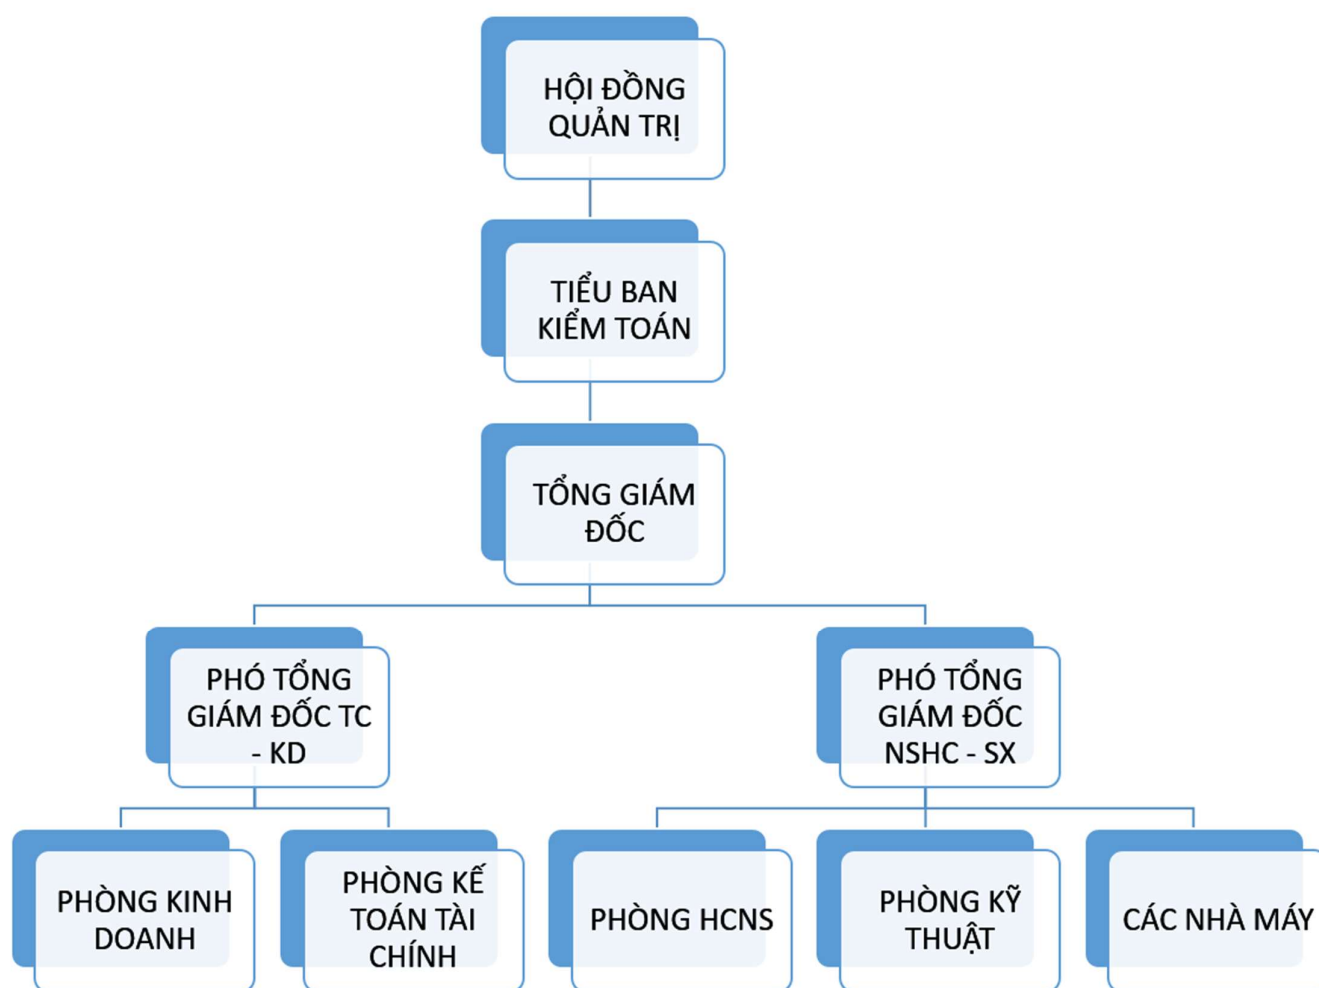 HỘI ĐỒNG
QUẢN TRỊ
TIỂU BAN
KIỂM TOÁN
TỔNG GIÁM
ĐỐC
PHÓ TỔNG
GIÁM ĐỐC TC
- KD
PHÓ TỔNG
GIÁM ĐỐC
NSHC - SX
PHÒNG KINH
DOANH
PHÒNG KẾ
TOÁN TÀI
CHÍNH
PHÒNG HCNS
PHÒNG KỸ
THUẬT
CÁC NHÀ MÁY